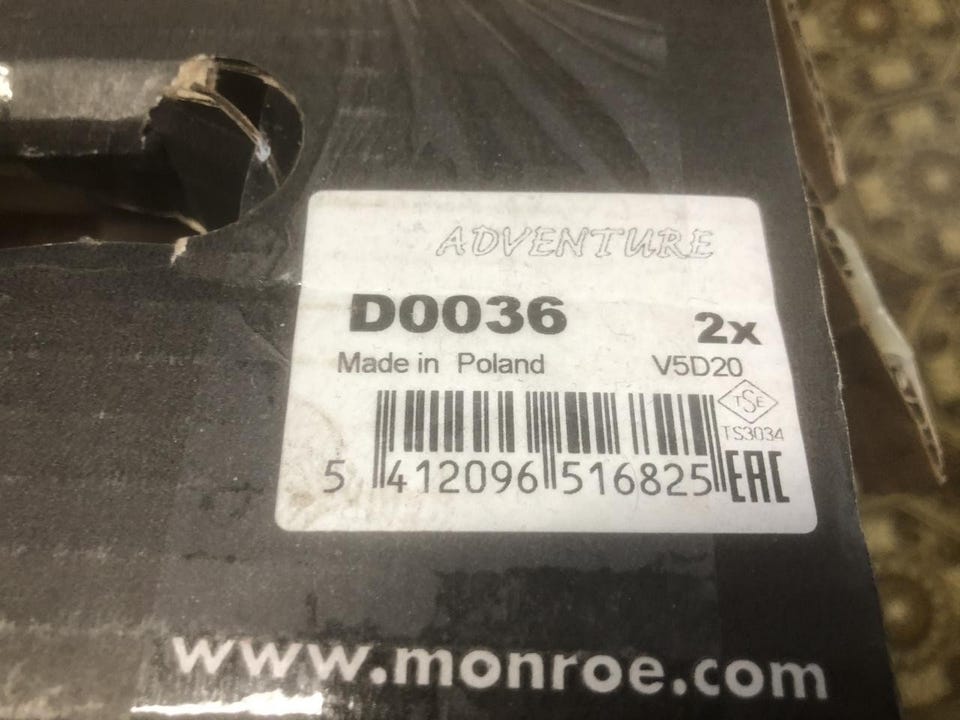 ADVENTURE
D0036 2x
Made in Poland V5D20
TSE
TS3034
5 412096 516825 EAC
www.monroe.com